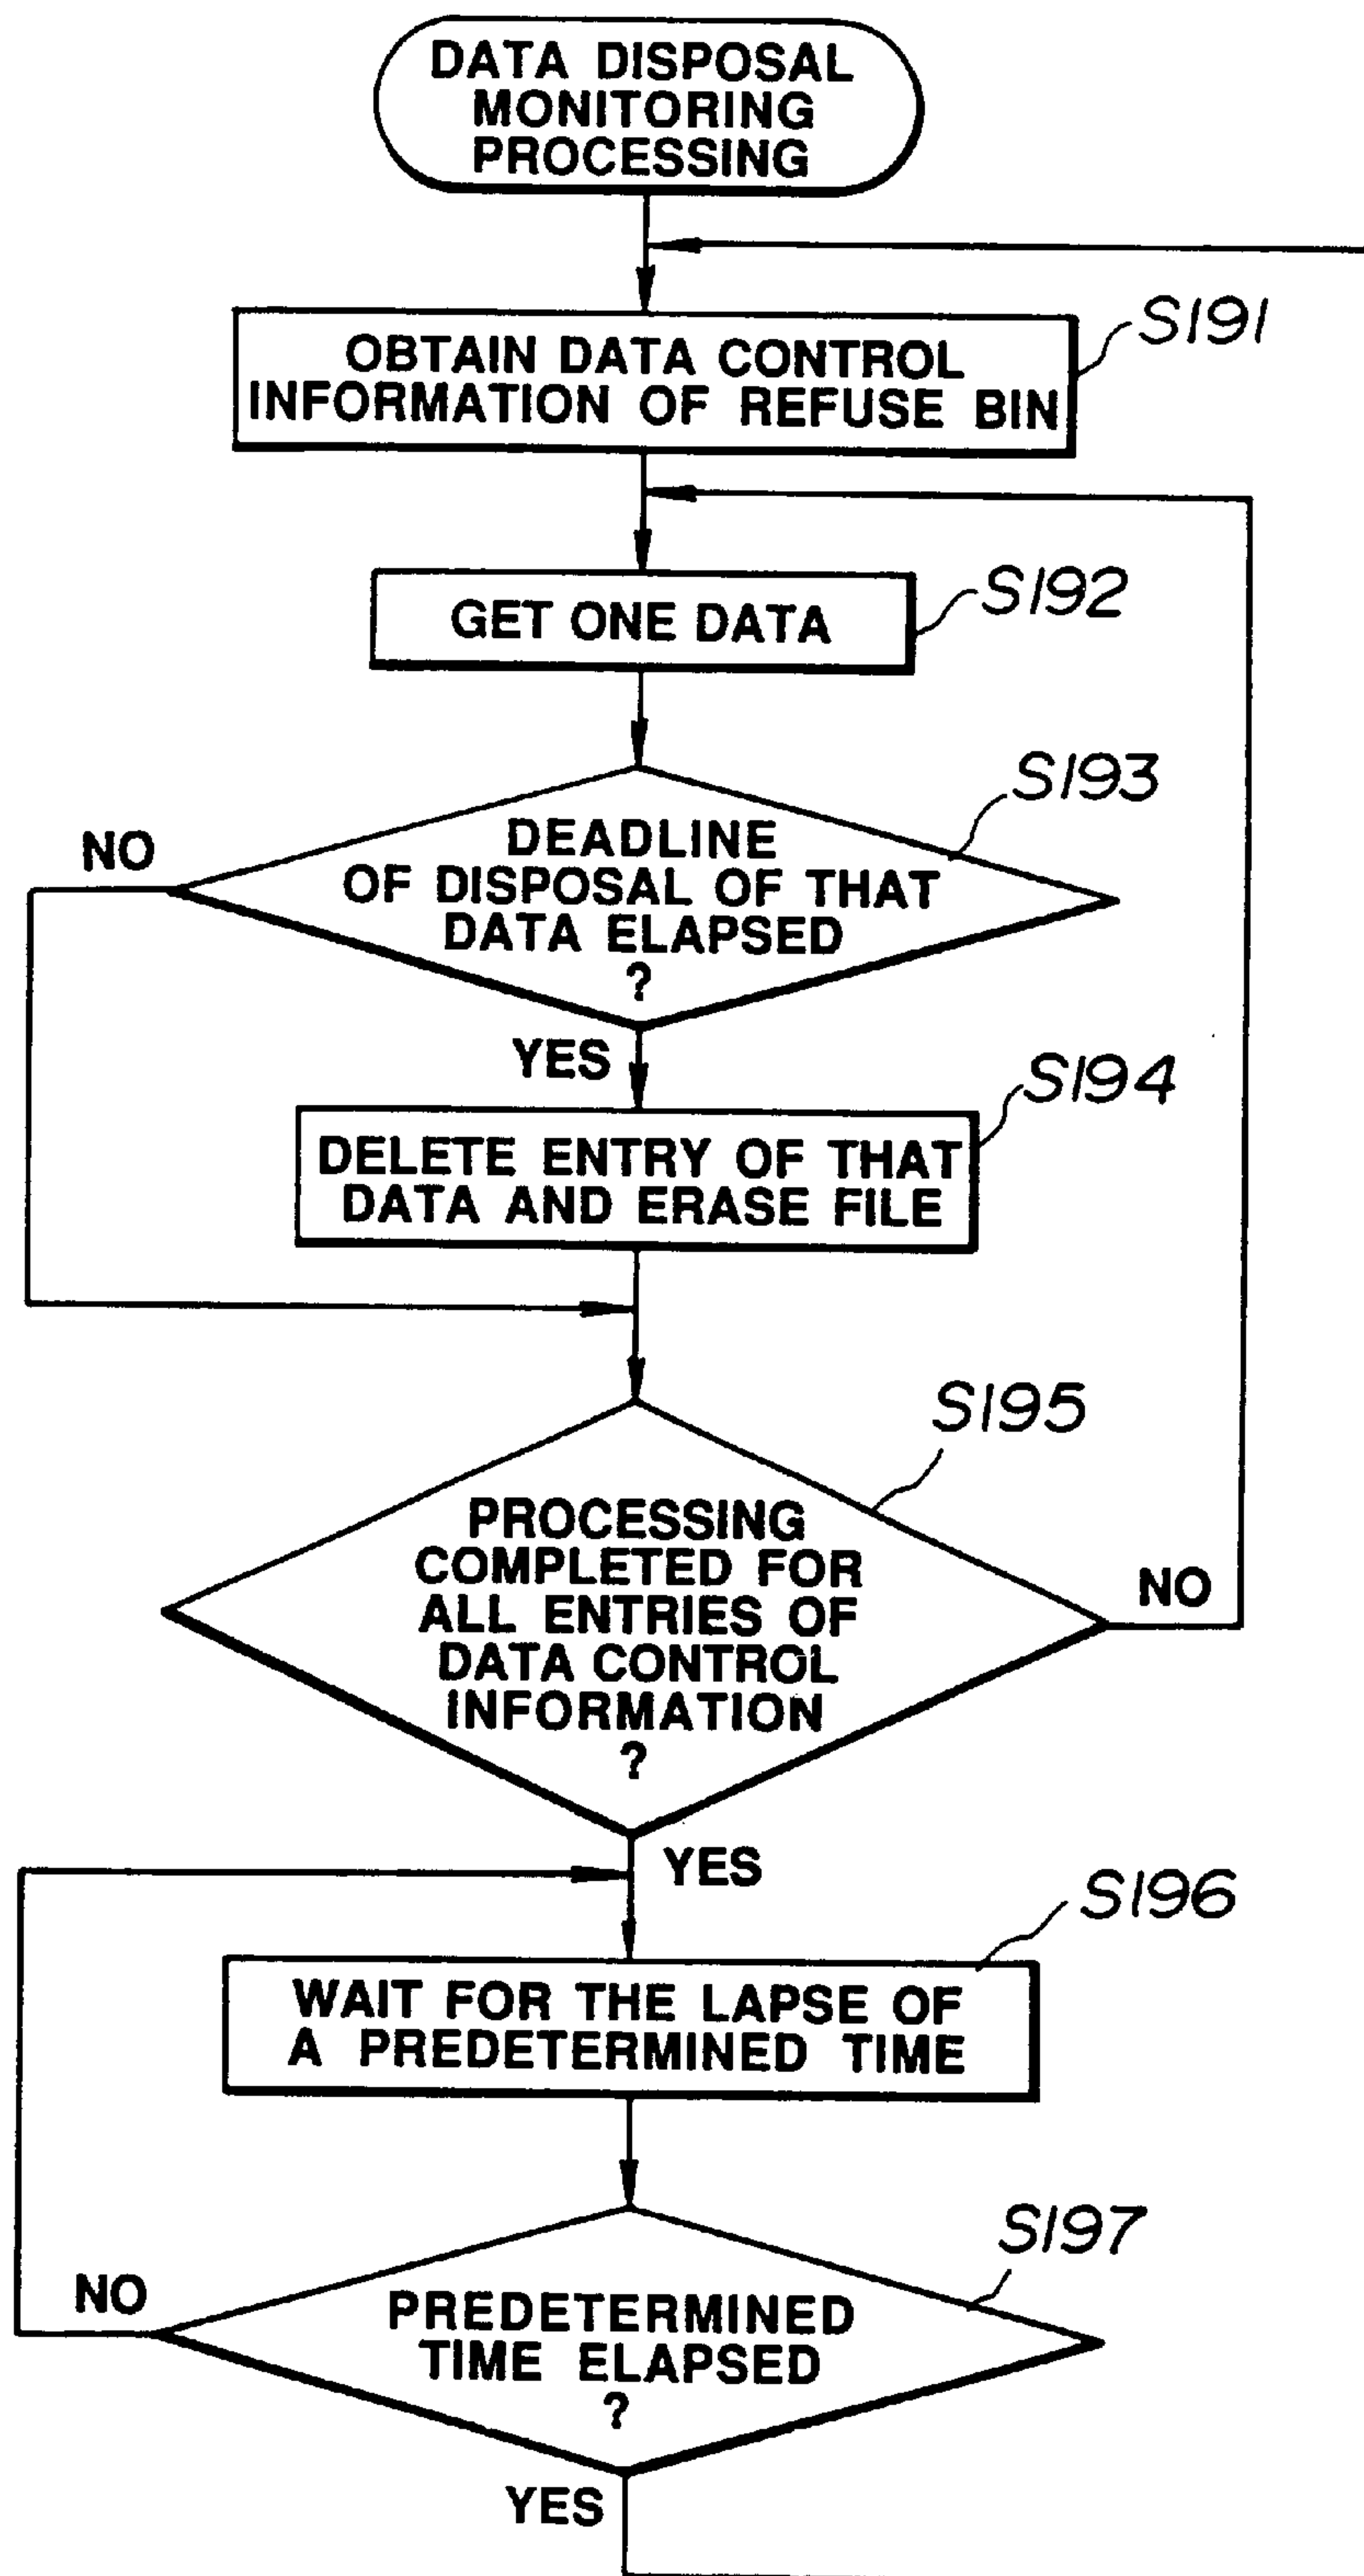 DATA DISPOSAL
MONITORING
PROCESSING
S191
OBTAIN DATA CONTROL
INFORMATION OF REFUSE BIN
S192
GET ONE DATA
S193
NO
DEADLINE
OF DISPOSAL OF THAT
DATA ELAPSED
?
YES
S194
DELETE ENTRY OF THAT
DATA AND ERASE FILE
S195
PROCESSING
COMPLETED FOR
ALL ENTRIES OF
DATA CONTROL
INFORMATION
?
NO
YES
S196
WAIT FOR THE LAPSE OF
A PREDETERMINED TIME
S197
NO
PREDETERMINED
TIME ELAPSED
?
YES